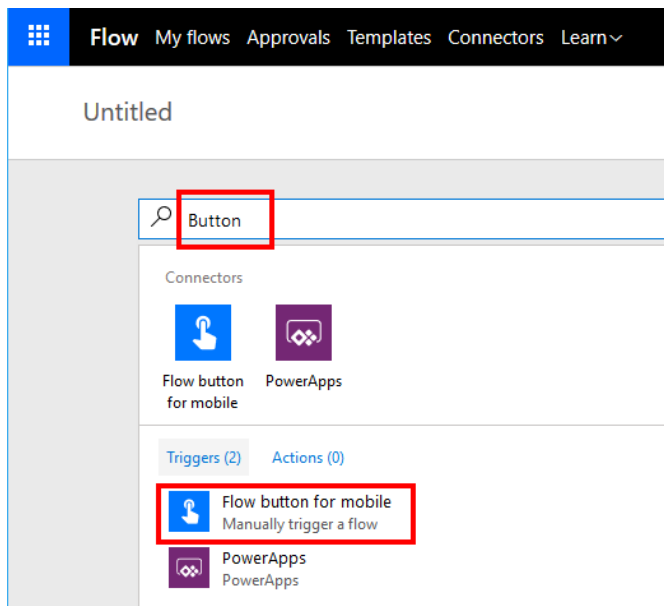 Flow My flows Approvals Templates Connectors Learn
Untitled
Button
Connectors
Flow button PowerApps
for mobile
Triggers (2) Actions (0)
Flow button for mobile
Manually trigger a flow
PowerApps
PowerApps